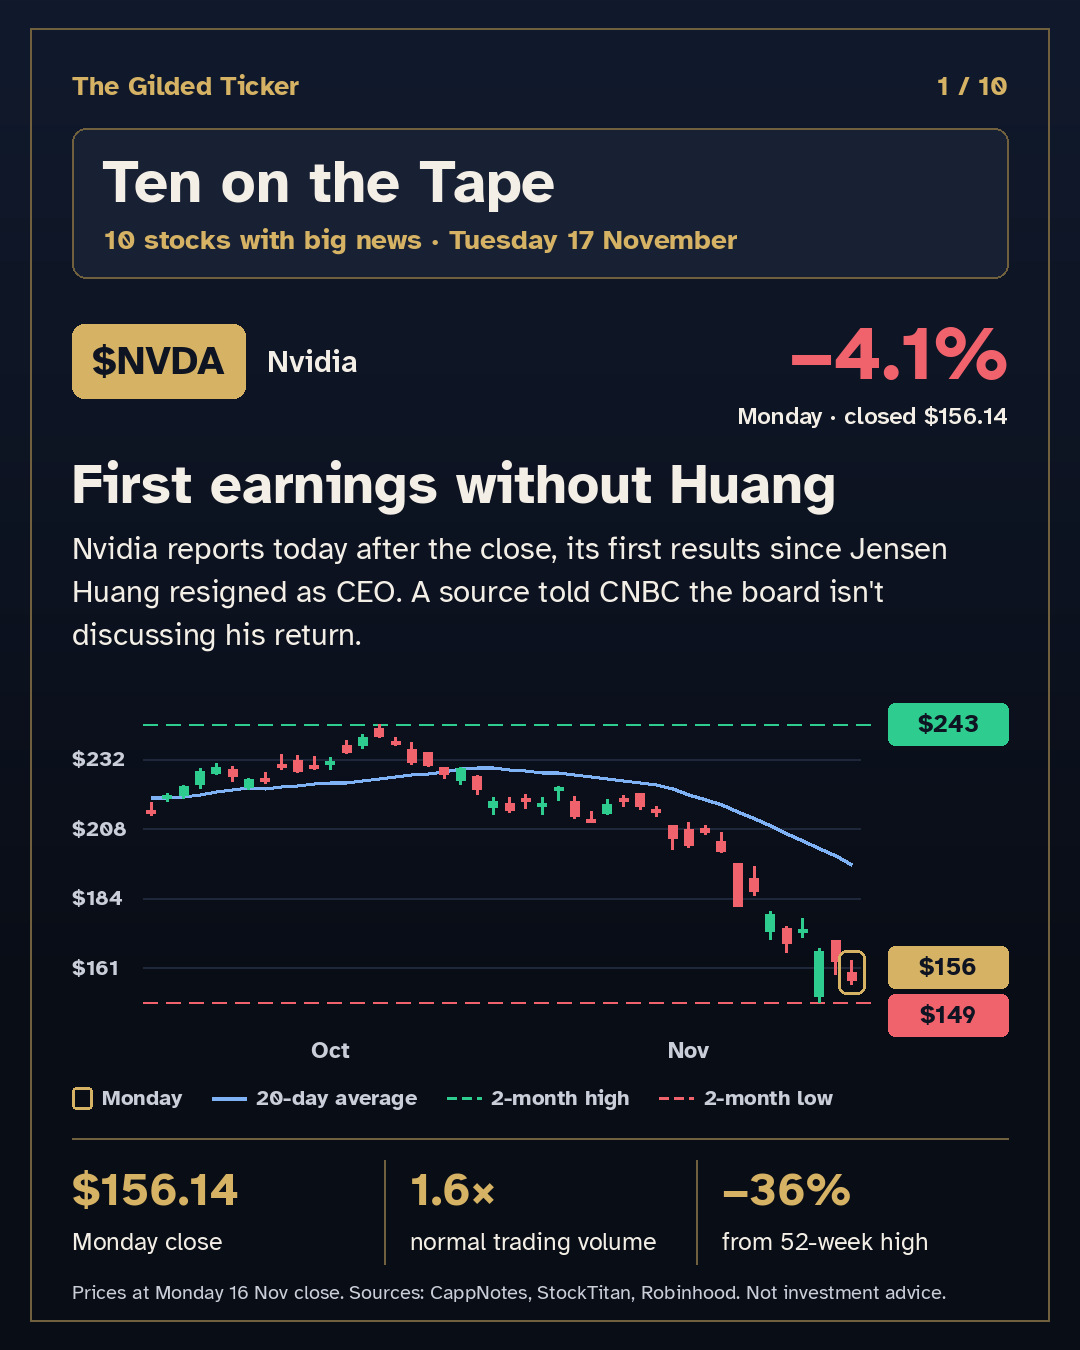 The Gilded Ticker
1 / 10
Ten on the Tape
10 stocks with big news · Tuesday 17 November
$NVDA
Nvidia
–4.1%
Monday · closed $156.14
First earnings without Huang
Nvidia reports today after the close, its first results since Jensen
Huang resigned as CEO. A source told CNBC the board isn't
discussing his return.
$243
$232
$208
$184
$161
$156
$149
Oct
Nov
Monday
20-day average
2-month high
2-month low
$156.14
Monday close
1.6×
normal trading volume
–36%
from 52-week high
Prices at Monday 16 Nov close. Sources: CappNotes, StockTitan, Robinhood. Not investment advice.